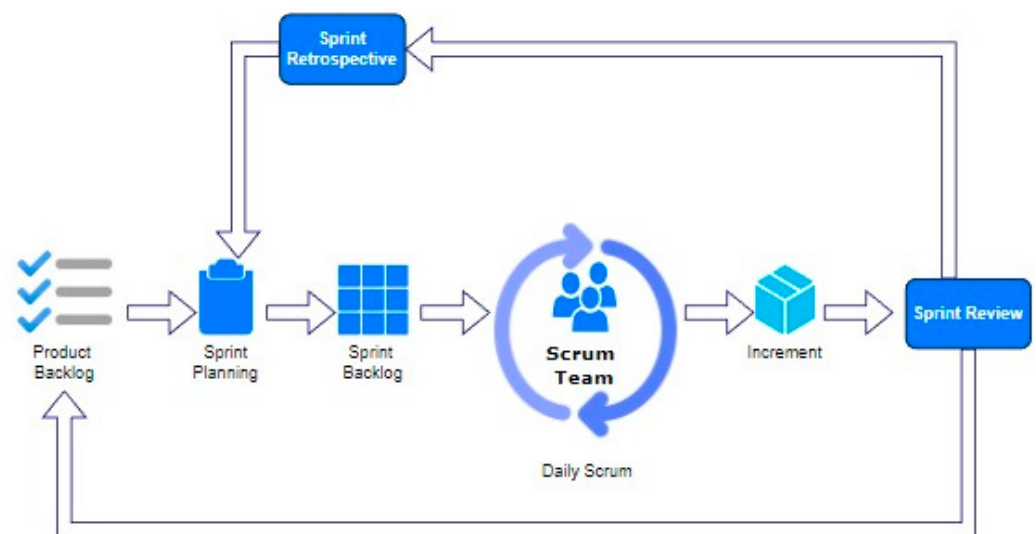 Sprint
Retrospective
Product
Backlog
Sprint
Planning
Sprint
Backlog
Scrum
Team
Daily Scrum
Increment
Sprint Review